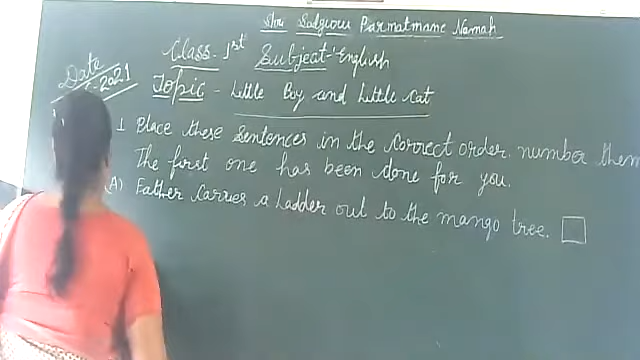 Shri Sadguous Parmatmane Namah
Class - 1st Subject - English
Date
-2021
Topic - Little Boy and Little Cat
1 Place these Sentences in the Correct order. number them
The first one has been done for you.
(A) Father Carries a Ladder out to the mango tree.